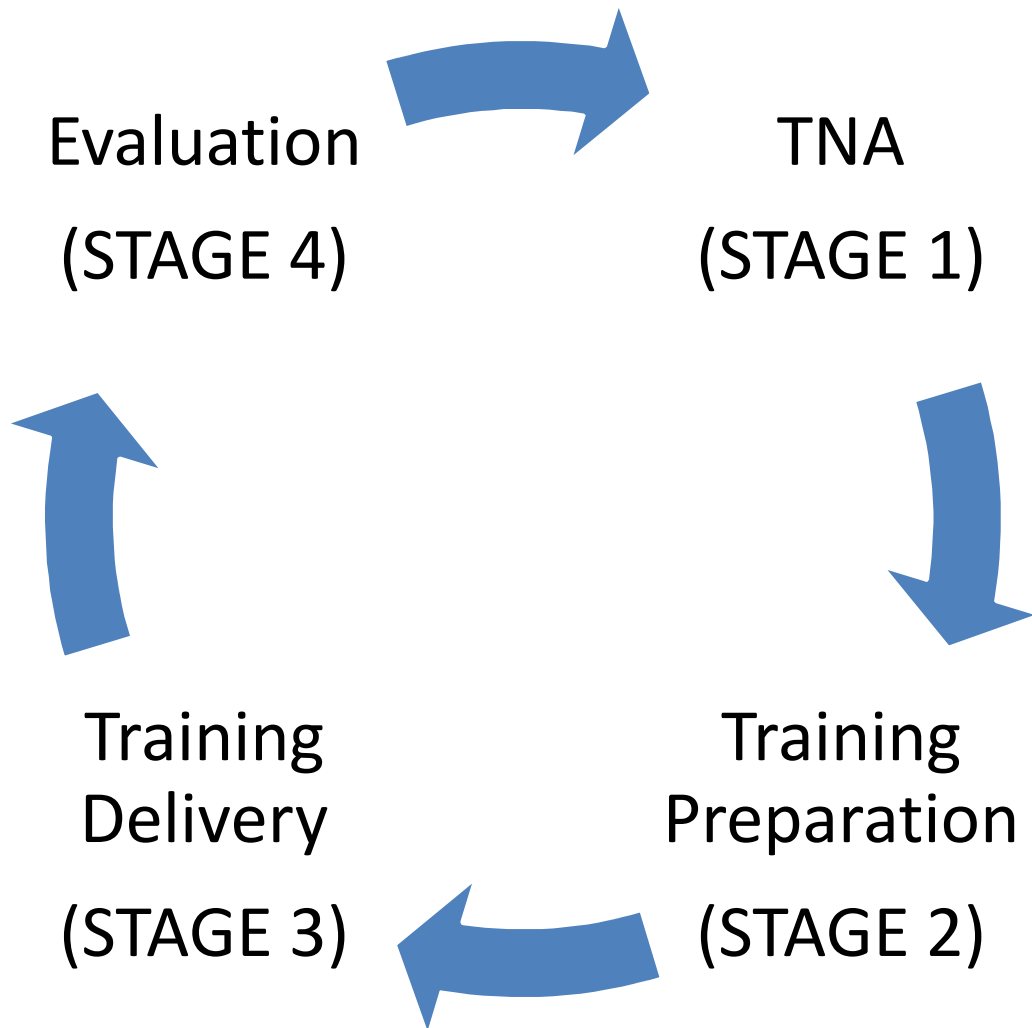 Evaluation
(STAGE 4)
TNA
(STAGE 1)
Training
Delivery
(STAGE 3)
Training
Preparation
(STAGE 2)